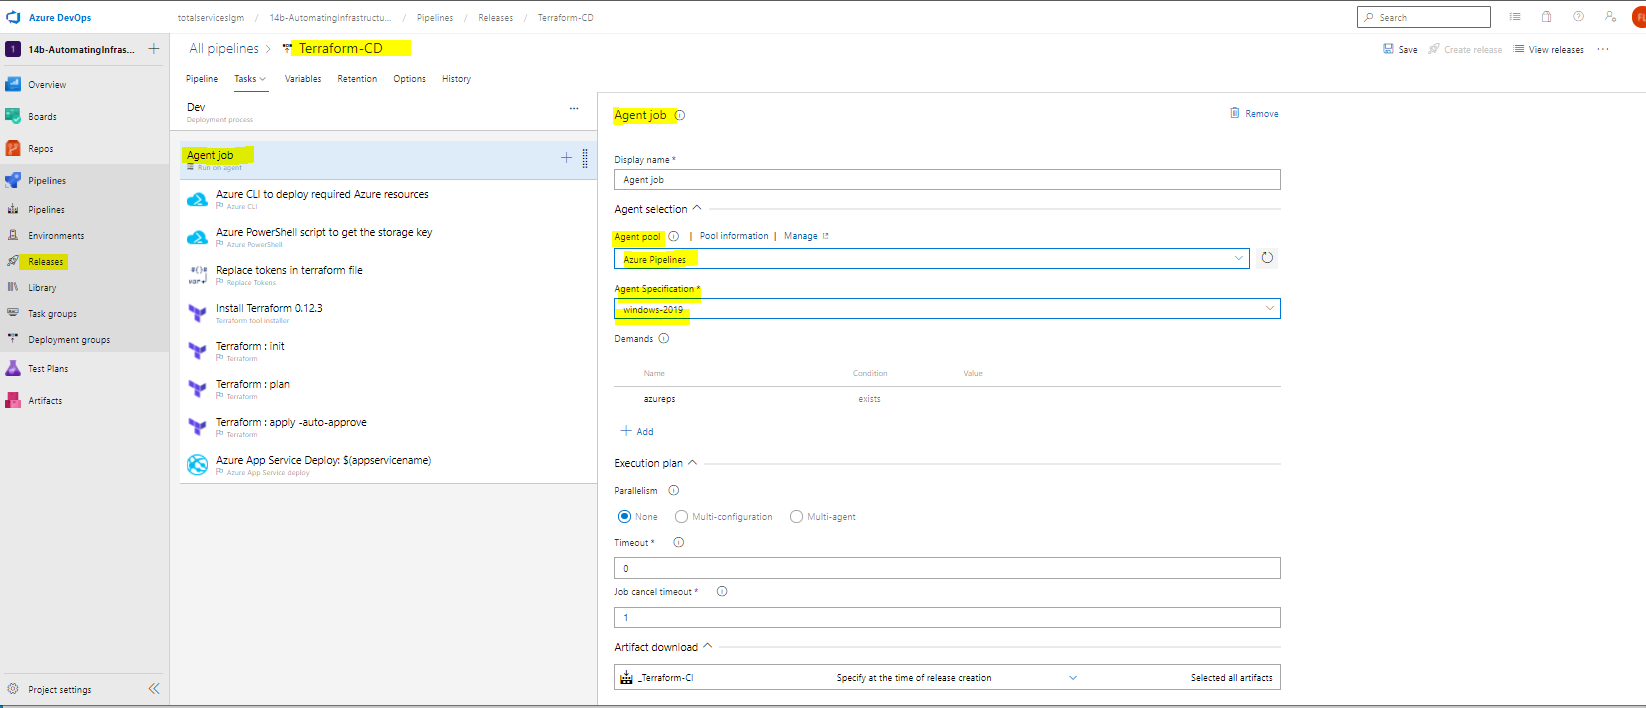 Azure DevOps
totalserviceslgm / 14b-AutomatingInfrastructu... / Pipelines / Releases / Terraform-CD
Search
FL
1 14b-AutomatingInfras...
Overview
Boards
Repos
Pipelines
Pipelines
Environments
Releases
Library
Task groups
Deployment groups
Test Plans
Artifacts
Project settings
All pipelines > Terraform-CD
Save
Create release
View releases
Pipeline
Tasks
Variables
Retention
Options
History
Dev
Deployment process
Agent job
Run on agent
Azure CLI to deploy required Azure resources
Azure CLI
Azure PowerShell script to get the storage key
Azure PowerShell
Replace tokens in terraform file
Replace Tokens
Install Terraform 0.12.3
Terraform tool installer
Terraform : init
Terraform
Terraform : plan
Terraform
Terraform : apply -auto-approve
Terraform
Azure App Service Deploy: $(appservicename)
Azure App Service deploy
Agent job
Remove
Display name *
Agent job
Agent selection
Agent pool | Pool information | Manage
Azure Pipelines
Agent Specification *
windows-2019
Demands
Name Condition Value
azureps exists
Add
Execution plan
Parallelism
None Multi-configuration Multi-agent
Timeout *
0
Job cancel timeout *
1
Artifact download
_Terraform-CI Specify at the time of release creation Selected all artifacts